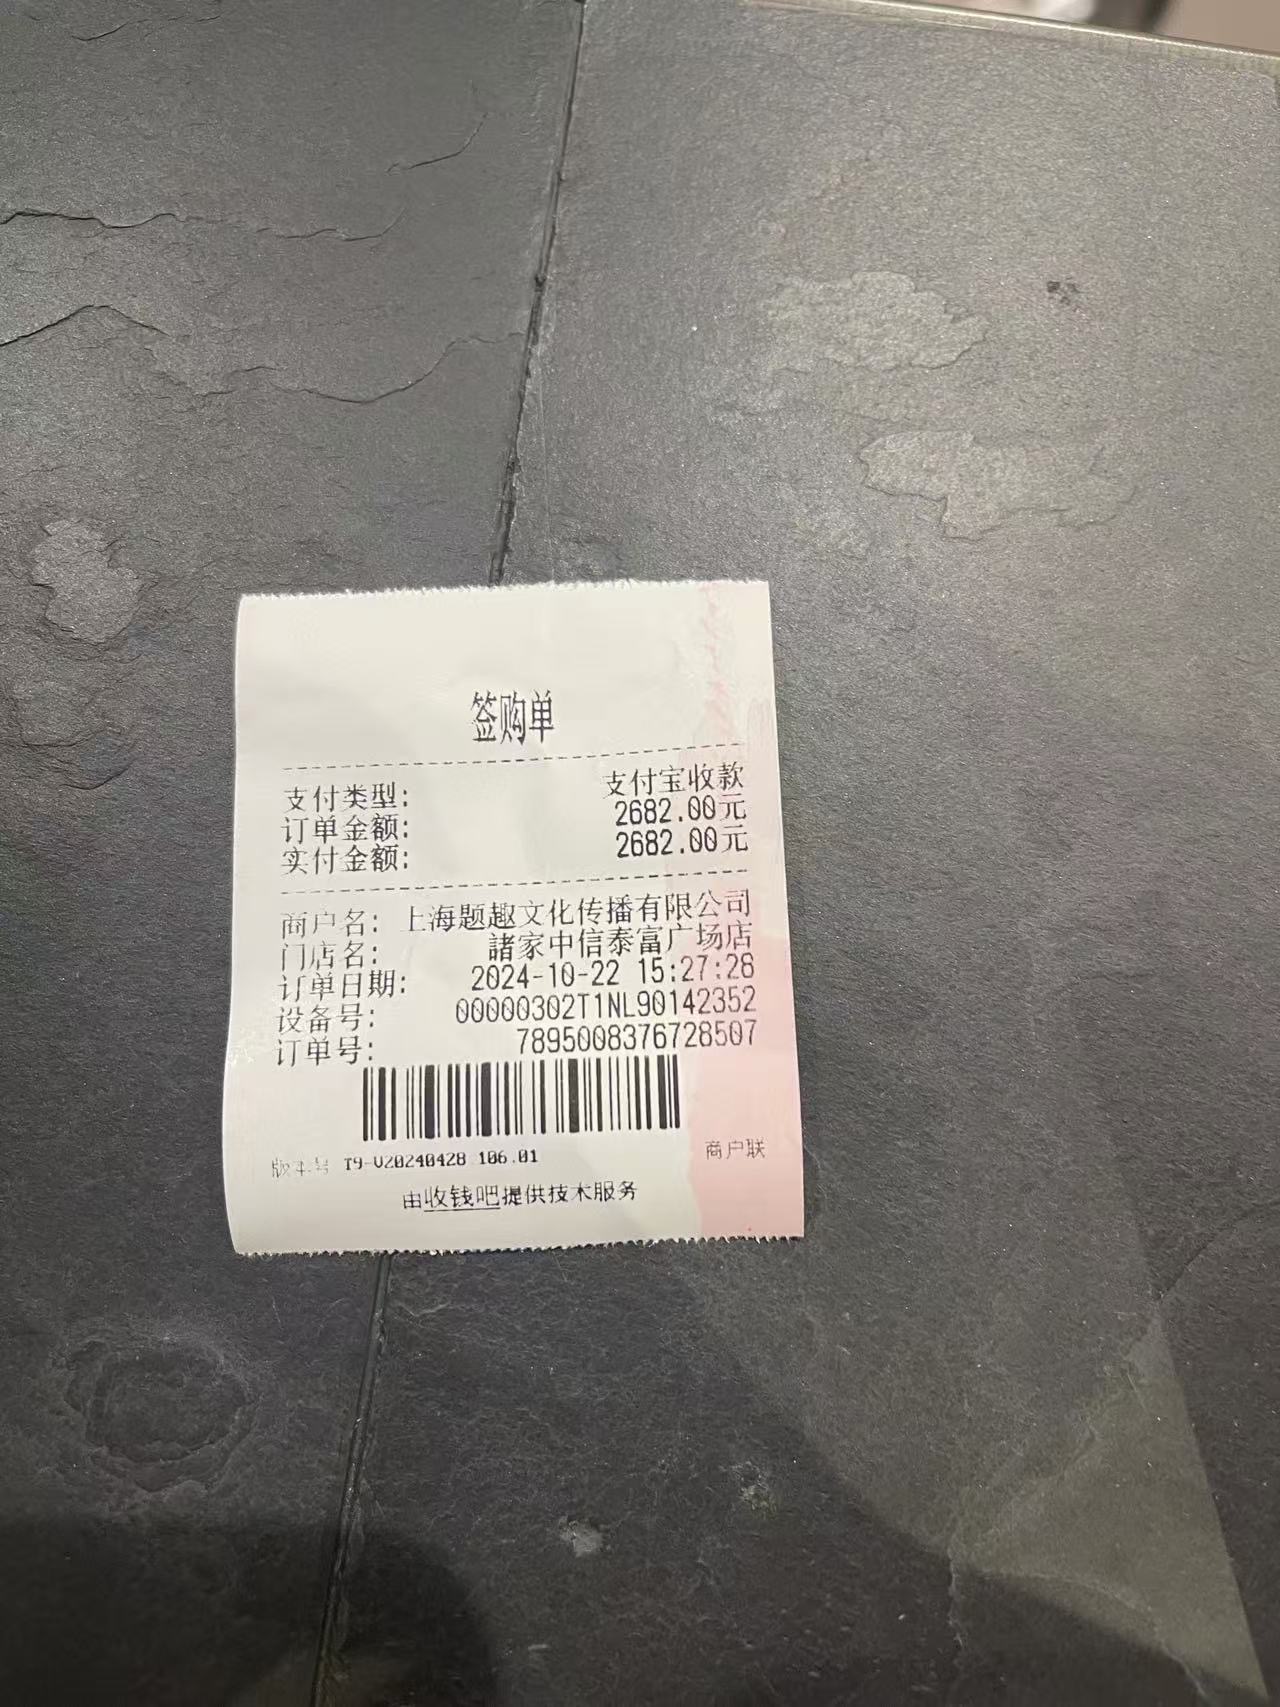 签购单
支付类型: 支付宝收款
订单金额: 2682.00元
实付金额: 2682.00元
商户名: 上海题趣文化传播有限公司
门店名: 諸家中信泰富广场店
订单日期: 2024-10-22 15:27:28
设备号: 00000302T1NL90142352
订单号: 7895008376728507
商户联
版本号 T9-V20240428 106.01
由收钱吧提供技术服务